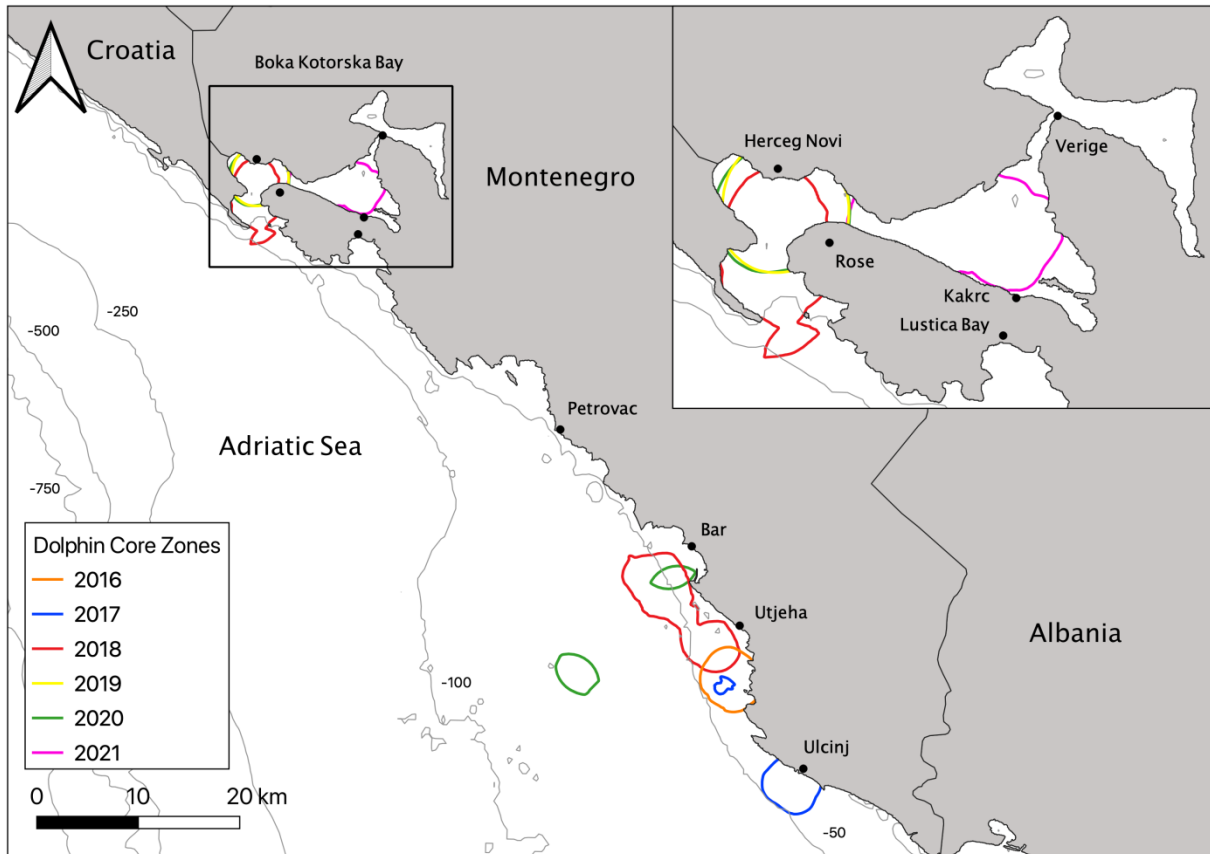 Croatia
Boka Kotorska Bay
Montenegro
Herceg Novi
Verige
Rose
Kakrc
Lustica Bay
-250
-500
Petrovac
Adriatic Sea
-750
Bar
Utjeha
Albania
-100
Ulcinj
-50
Dolphin Core Zones
2016
2017
2018
2019
2020
2021
0 10 20 km